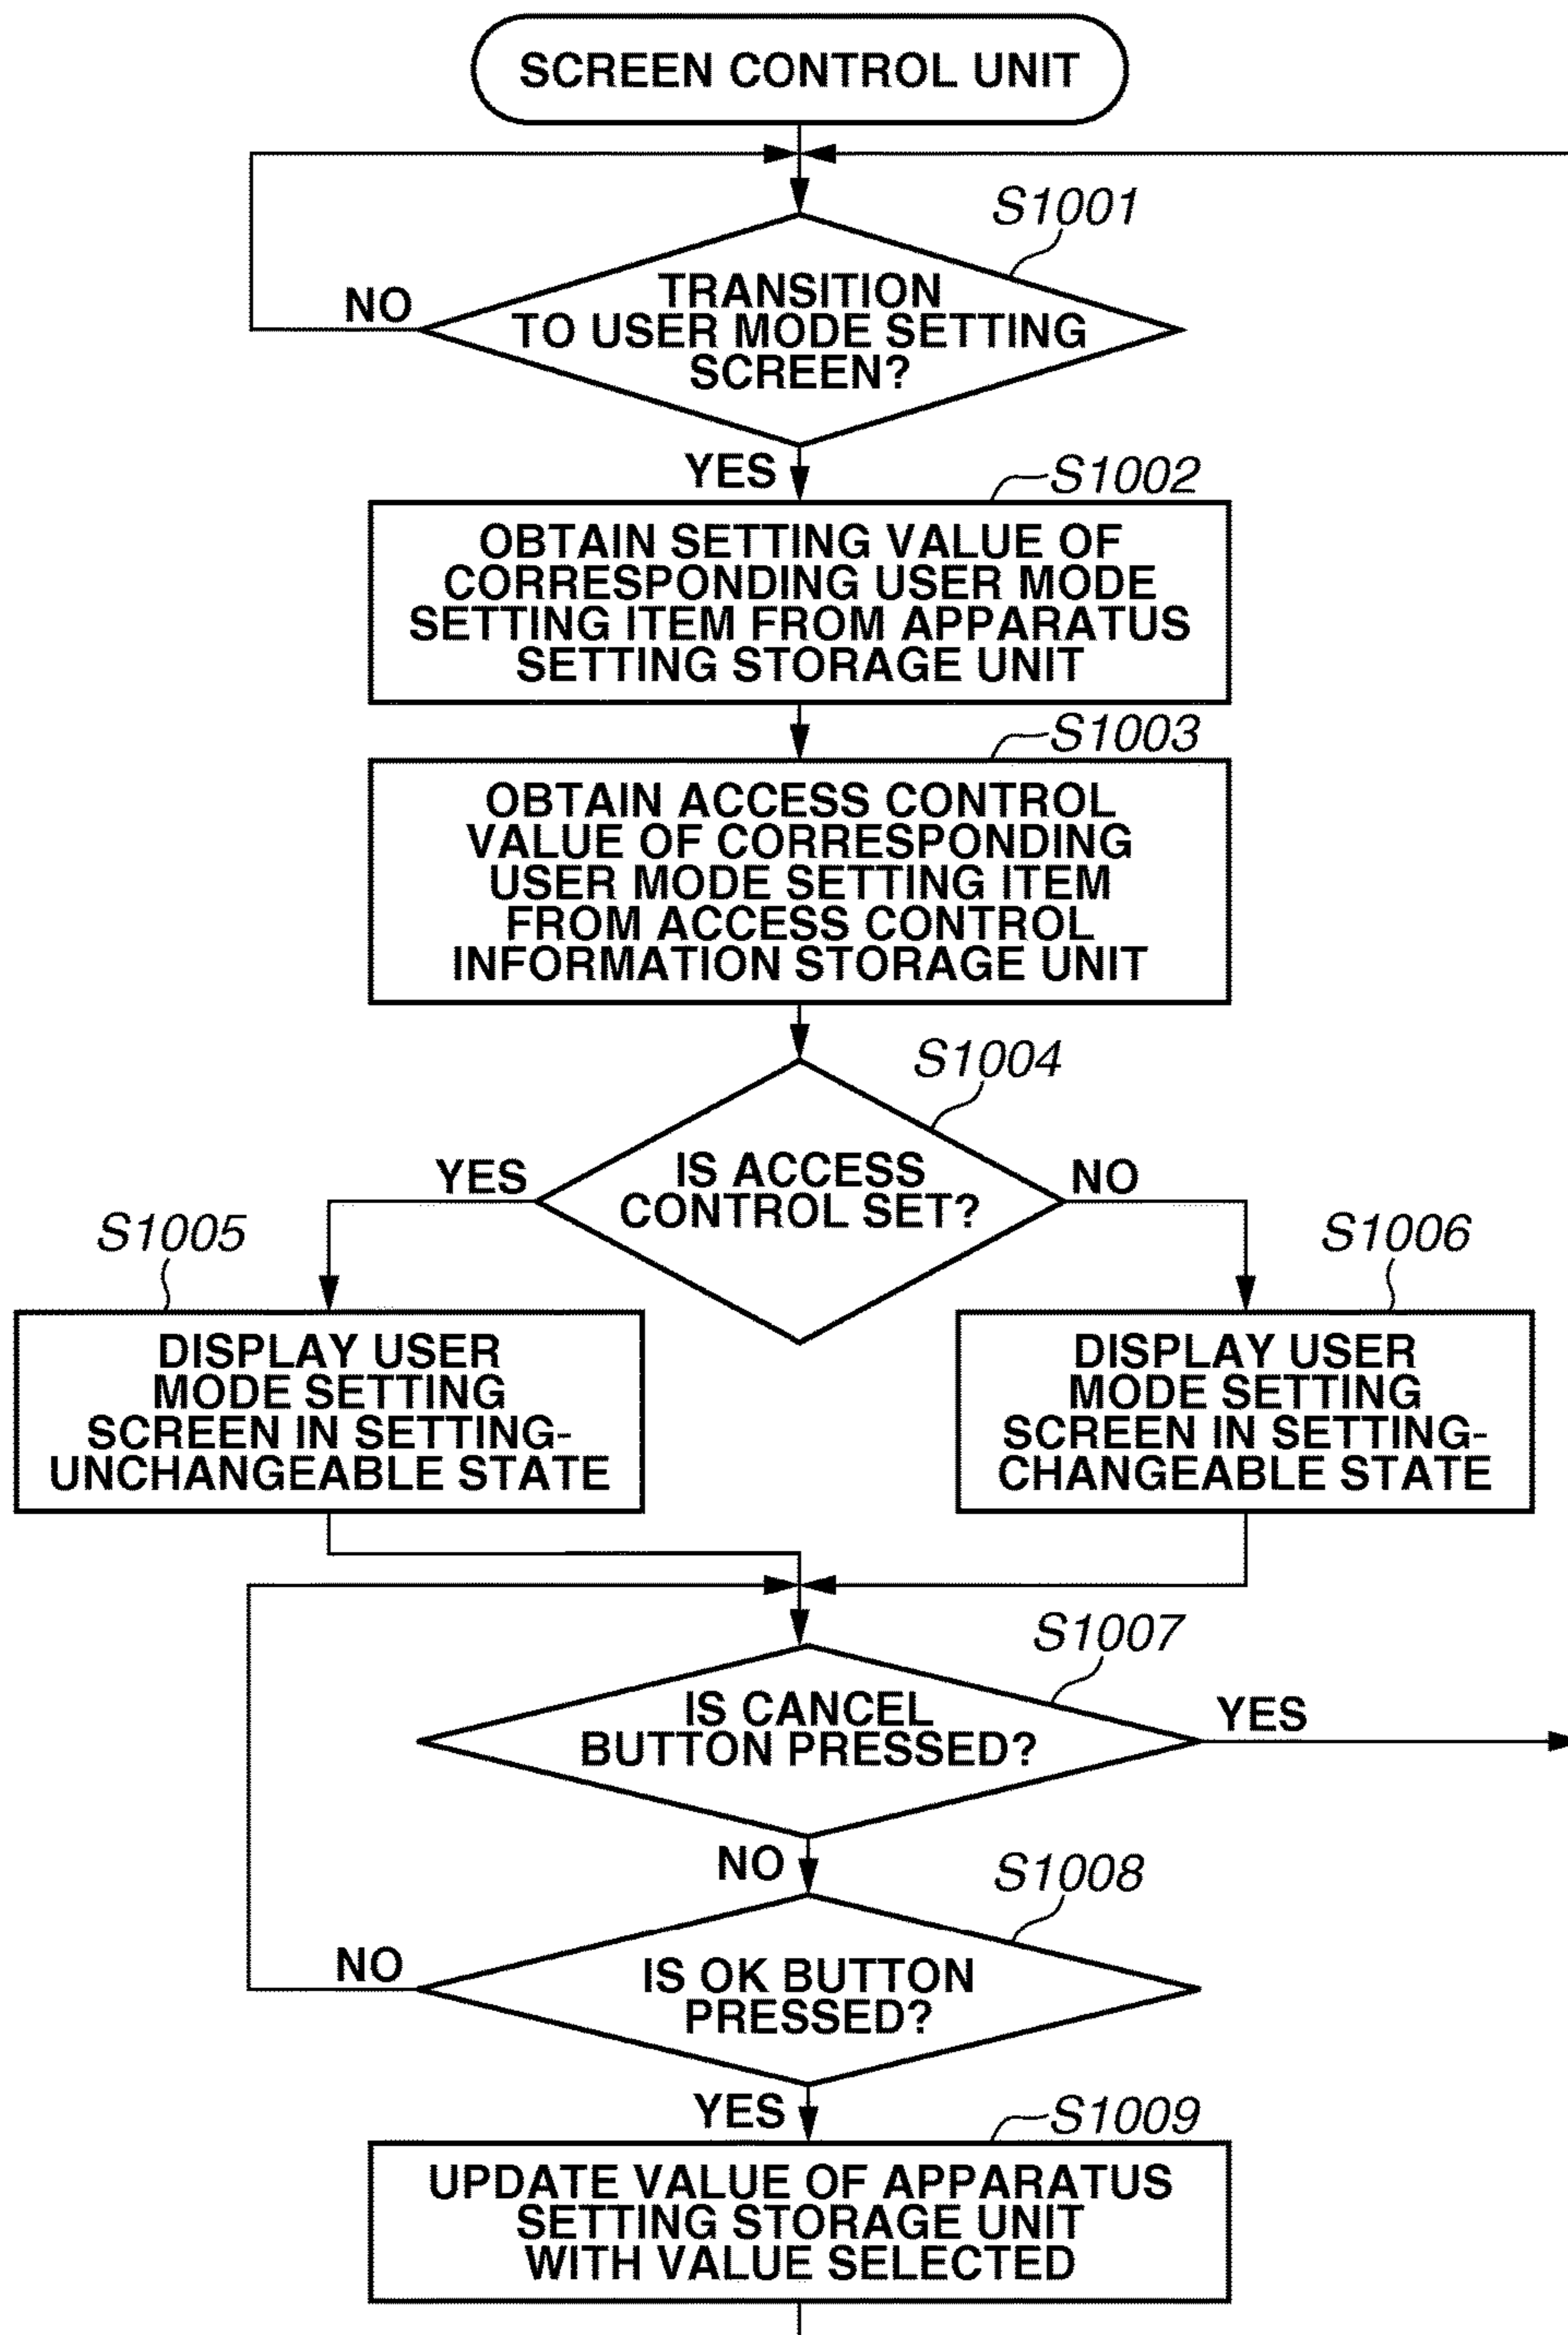 SCREEN CONTROL UNIT
S1001
TRANSITION
TO USER MODE SETTING
SCREEN?
NO
YES
S1002
OBTAIN SETTING VALUE OF
CORRESPONDING USER MODE
SETTING ITEM FROM APPARATUS
SETTING STORAGE UNIT
S1003
OBTAIN ACCESS CONTROL
VALUE OF CORRESPONDING
USER MODE SETTING ITEM
FROM ACCESS CONTROL
INFORMATION STORAGE UNIT
S1004
IS ACCESS
CONTROL SET?
YES
NO
S1005
DISPLAY USER
MODE SETTING
SCREEN IN SETTING-
UNCHANGEABLE STATE
S1006
DISPLAY USER
MODE SETTING
SCREEN IN SETTING-
CHANGEABLE STATE
S1007
IS CANCEL
BUTTON PRESSED?
YES
NO
S1008
IS OK BUTTON
PRESSED?
NO
YES
S1009
UPDATE VALUE OF APPARATUS
SETTING STORAGE UNIT
WITH VALUE SELECTED